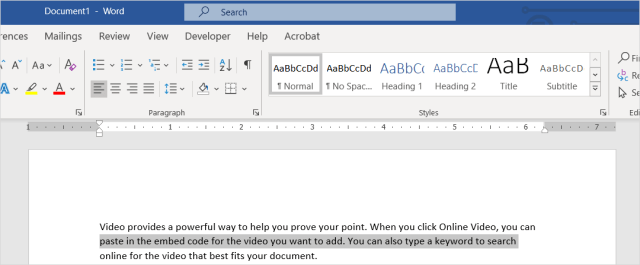 Document1 - Word
Search
rences Mailings Review View Developer Help Acrobat
Aa
A A
AaBbCcDd AaBbCcDd AaBbCc AaBbCcD AaB AaBbCcD
¶ Normal ¶ No Spac... Heading 1 Heading 2 Title Subtitle
Fin
Re
Se
Paragraph Styles Edi
1 1 2 3 4 5 6 7
Video provides a powerful way to help you prove your point. When you click Online Video, you can
paste in the embed code for the video you want to add. You can also type a keyword to search
online for the video that best fits your document.